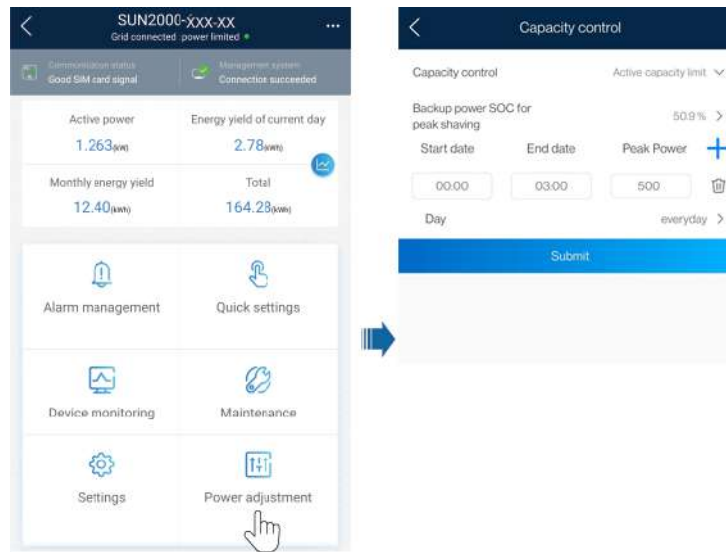 SUN2000-XXX-XX
Grid connected: power limited
Communication status
Good SIM card signal
Management system
Connection succeeded
Active power
1.263(kW)
Energy yield of current day
2.78(kWh)
Monthly energy yield
12.40(kWh)
Total
164.28(kWh)
Alarm management
Quick settings
Device monitoring
Maintenance
Settings
Power adjustment
Capacity control
Capacity control Active capacity limit
Backup power SOC for
peak shaving
50.9%
Start date End date Peak Power
00:00 03:00 500
Day everyday
Submit